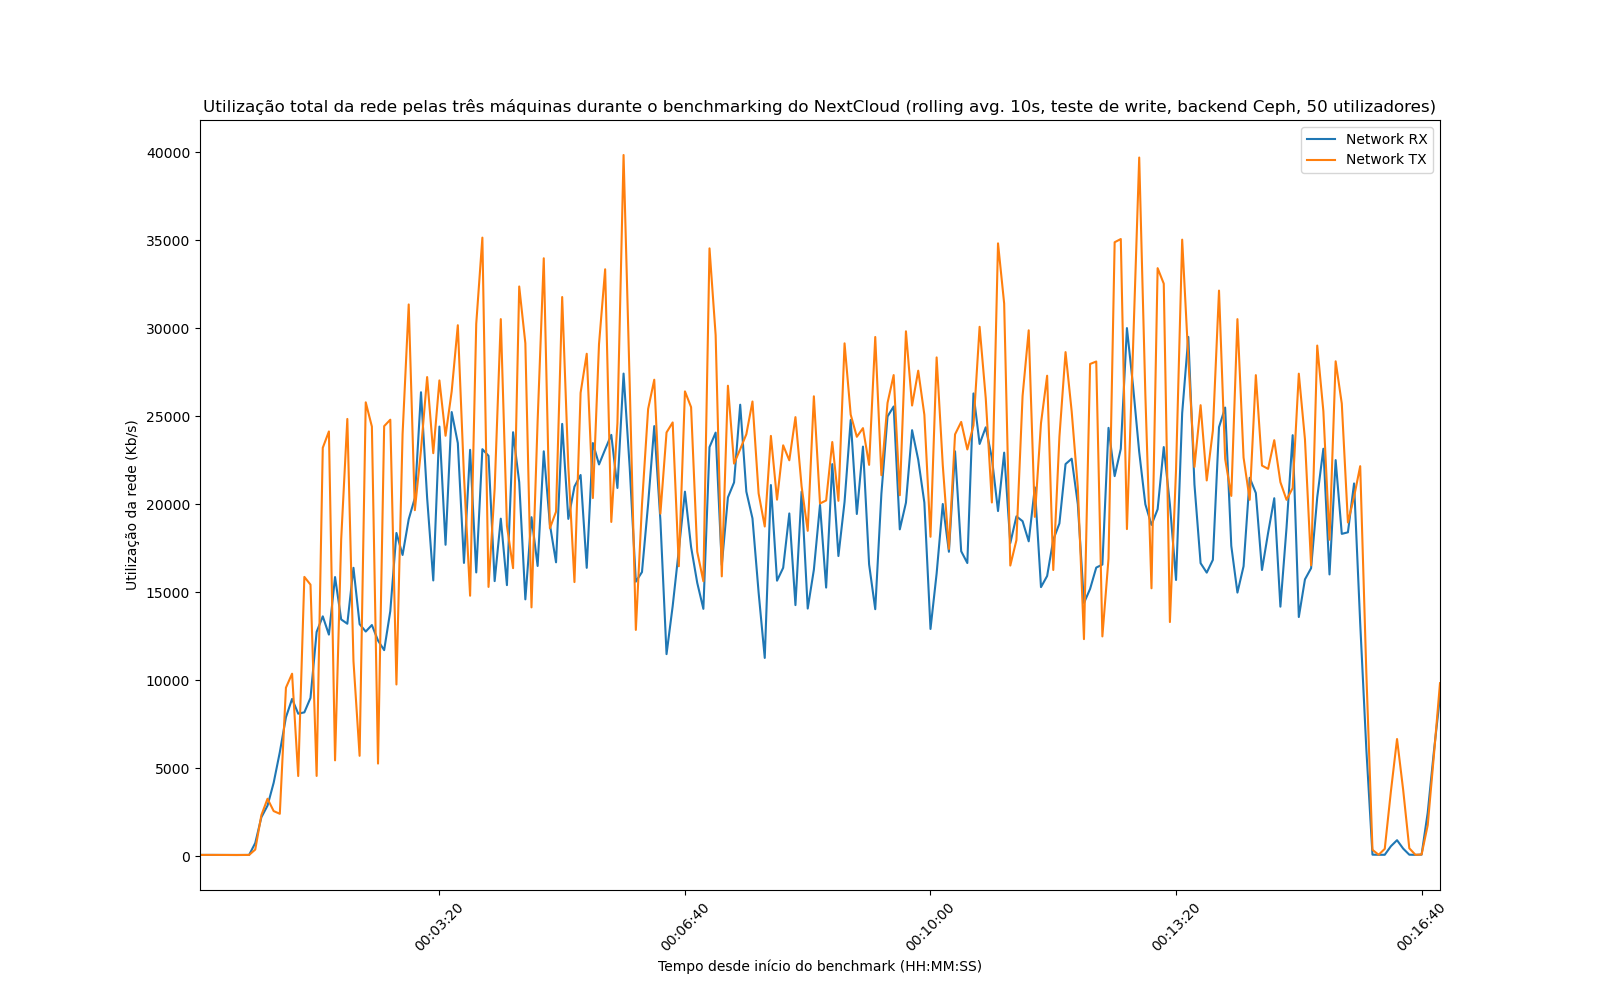 Utilização total da rede pelas três máquinas durante o benchmarking do NextCloud (rolling avg. 10s, teste de write, backend Ceph, 50 utilizadores)
Network RX
Network TX
40000
35000
30000
25000
20000
15000
10000
5000
0
Utilização da rede (Kb/s)
00:03:20
00:06:40
00:10:00
00:13:20
00:16:40
Tempo desde início do benchmark (HH:MM:SS)